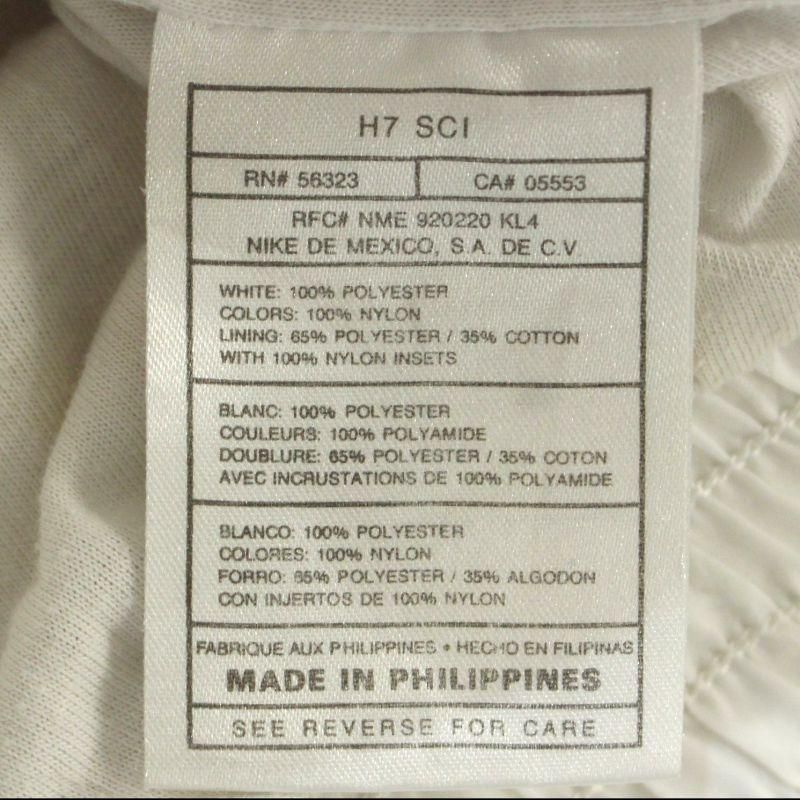 H7 SCI
RN# 56323 CA# 05553
RFC# NME 920220 KL4
NIKE DE MEXICO, S.A. DE C.V.
WHITE: 100% POLYESTER
COLORS: 100% NYLON
LINING: 65% POLYESTER / 35% COTTON
WITH 100% NYLON INSETS
BLANC: 100% POLYESTER
COULEURS: 100% POLYAMIDE
DOUBLURE: 65% POLYESTER / 35% COTON
AVEC INCRUSTATIONS DE 100% POLYAMIDE
BLANCO: 100% POLYESTER
COLORES: 100% NYLON
FORRO: 65% POLYESTER / 35% ALGODON
CON INJERTOS DE 100% NYLON
FABRIQUE AUX PHILIPPINES • HECHO EN FILIPINAS
MADE IN PHILIPPINES
SEE REVERSE FOR CARE